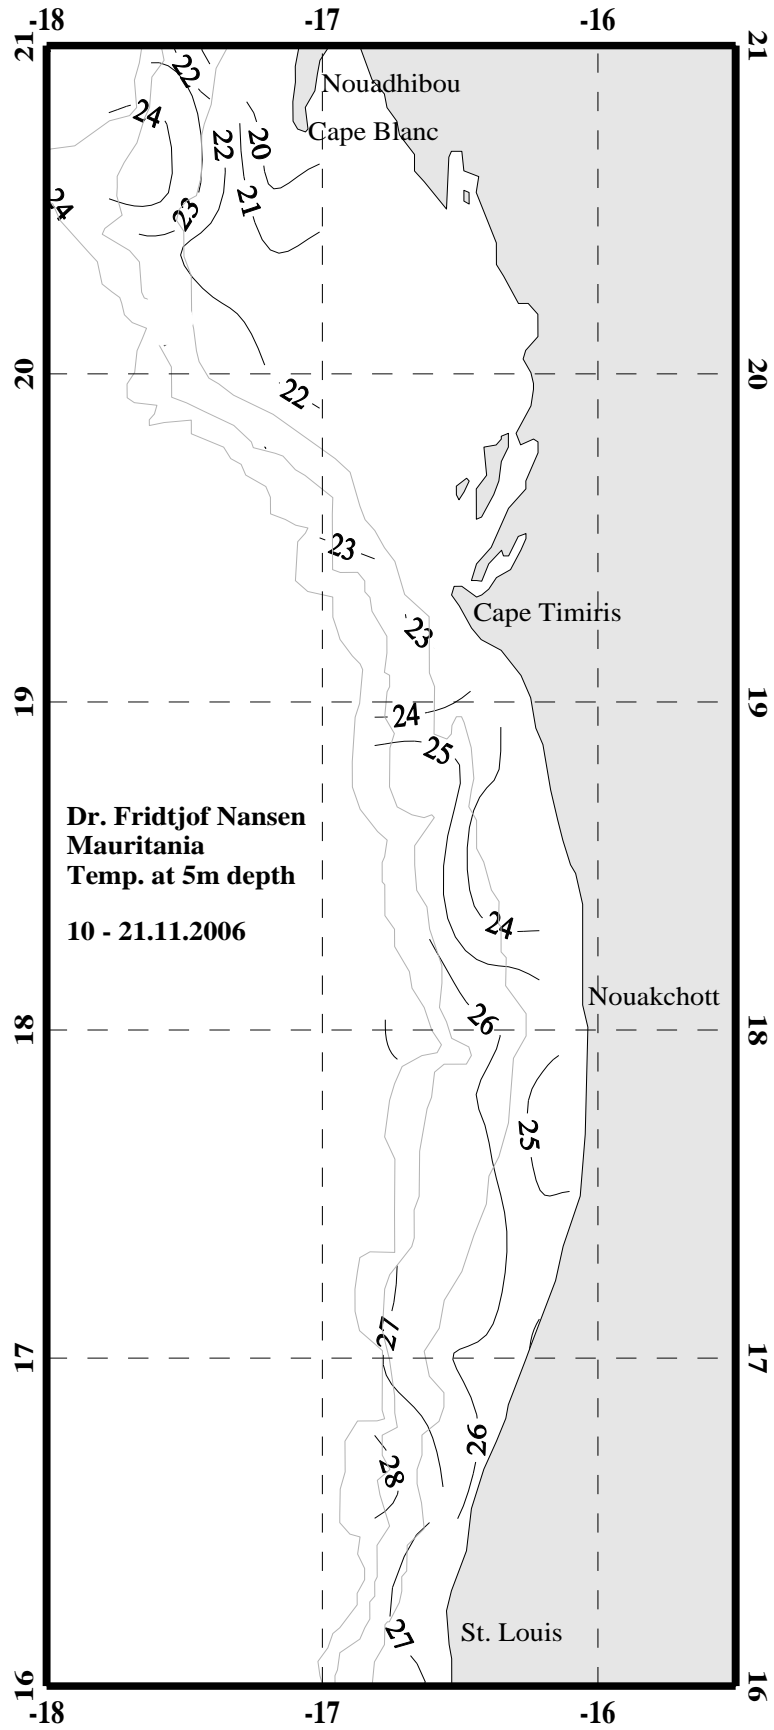 -18 -17 -16
21 21
22
Nouadhibou
24
Cape Blanc
22 20
24
21
23
20 20
22
23
Cape Timiris
23
19 24 19
25
Dr. Fridtjof Nansen
Mauritania
Temp. at 5m depth
10 - 21.11.2006
24
Nouakchott
26
18 18
25
27
17 17
26
28
St. Louis
27
16 16
-18 -17 -16